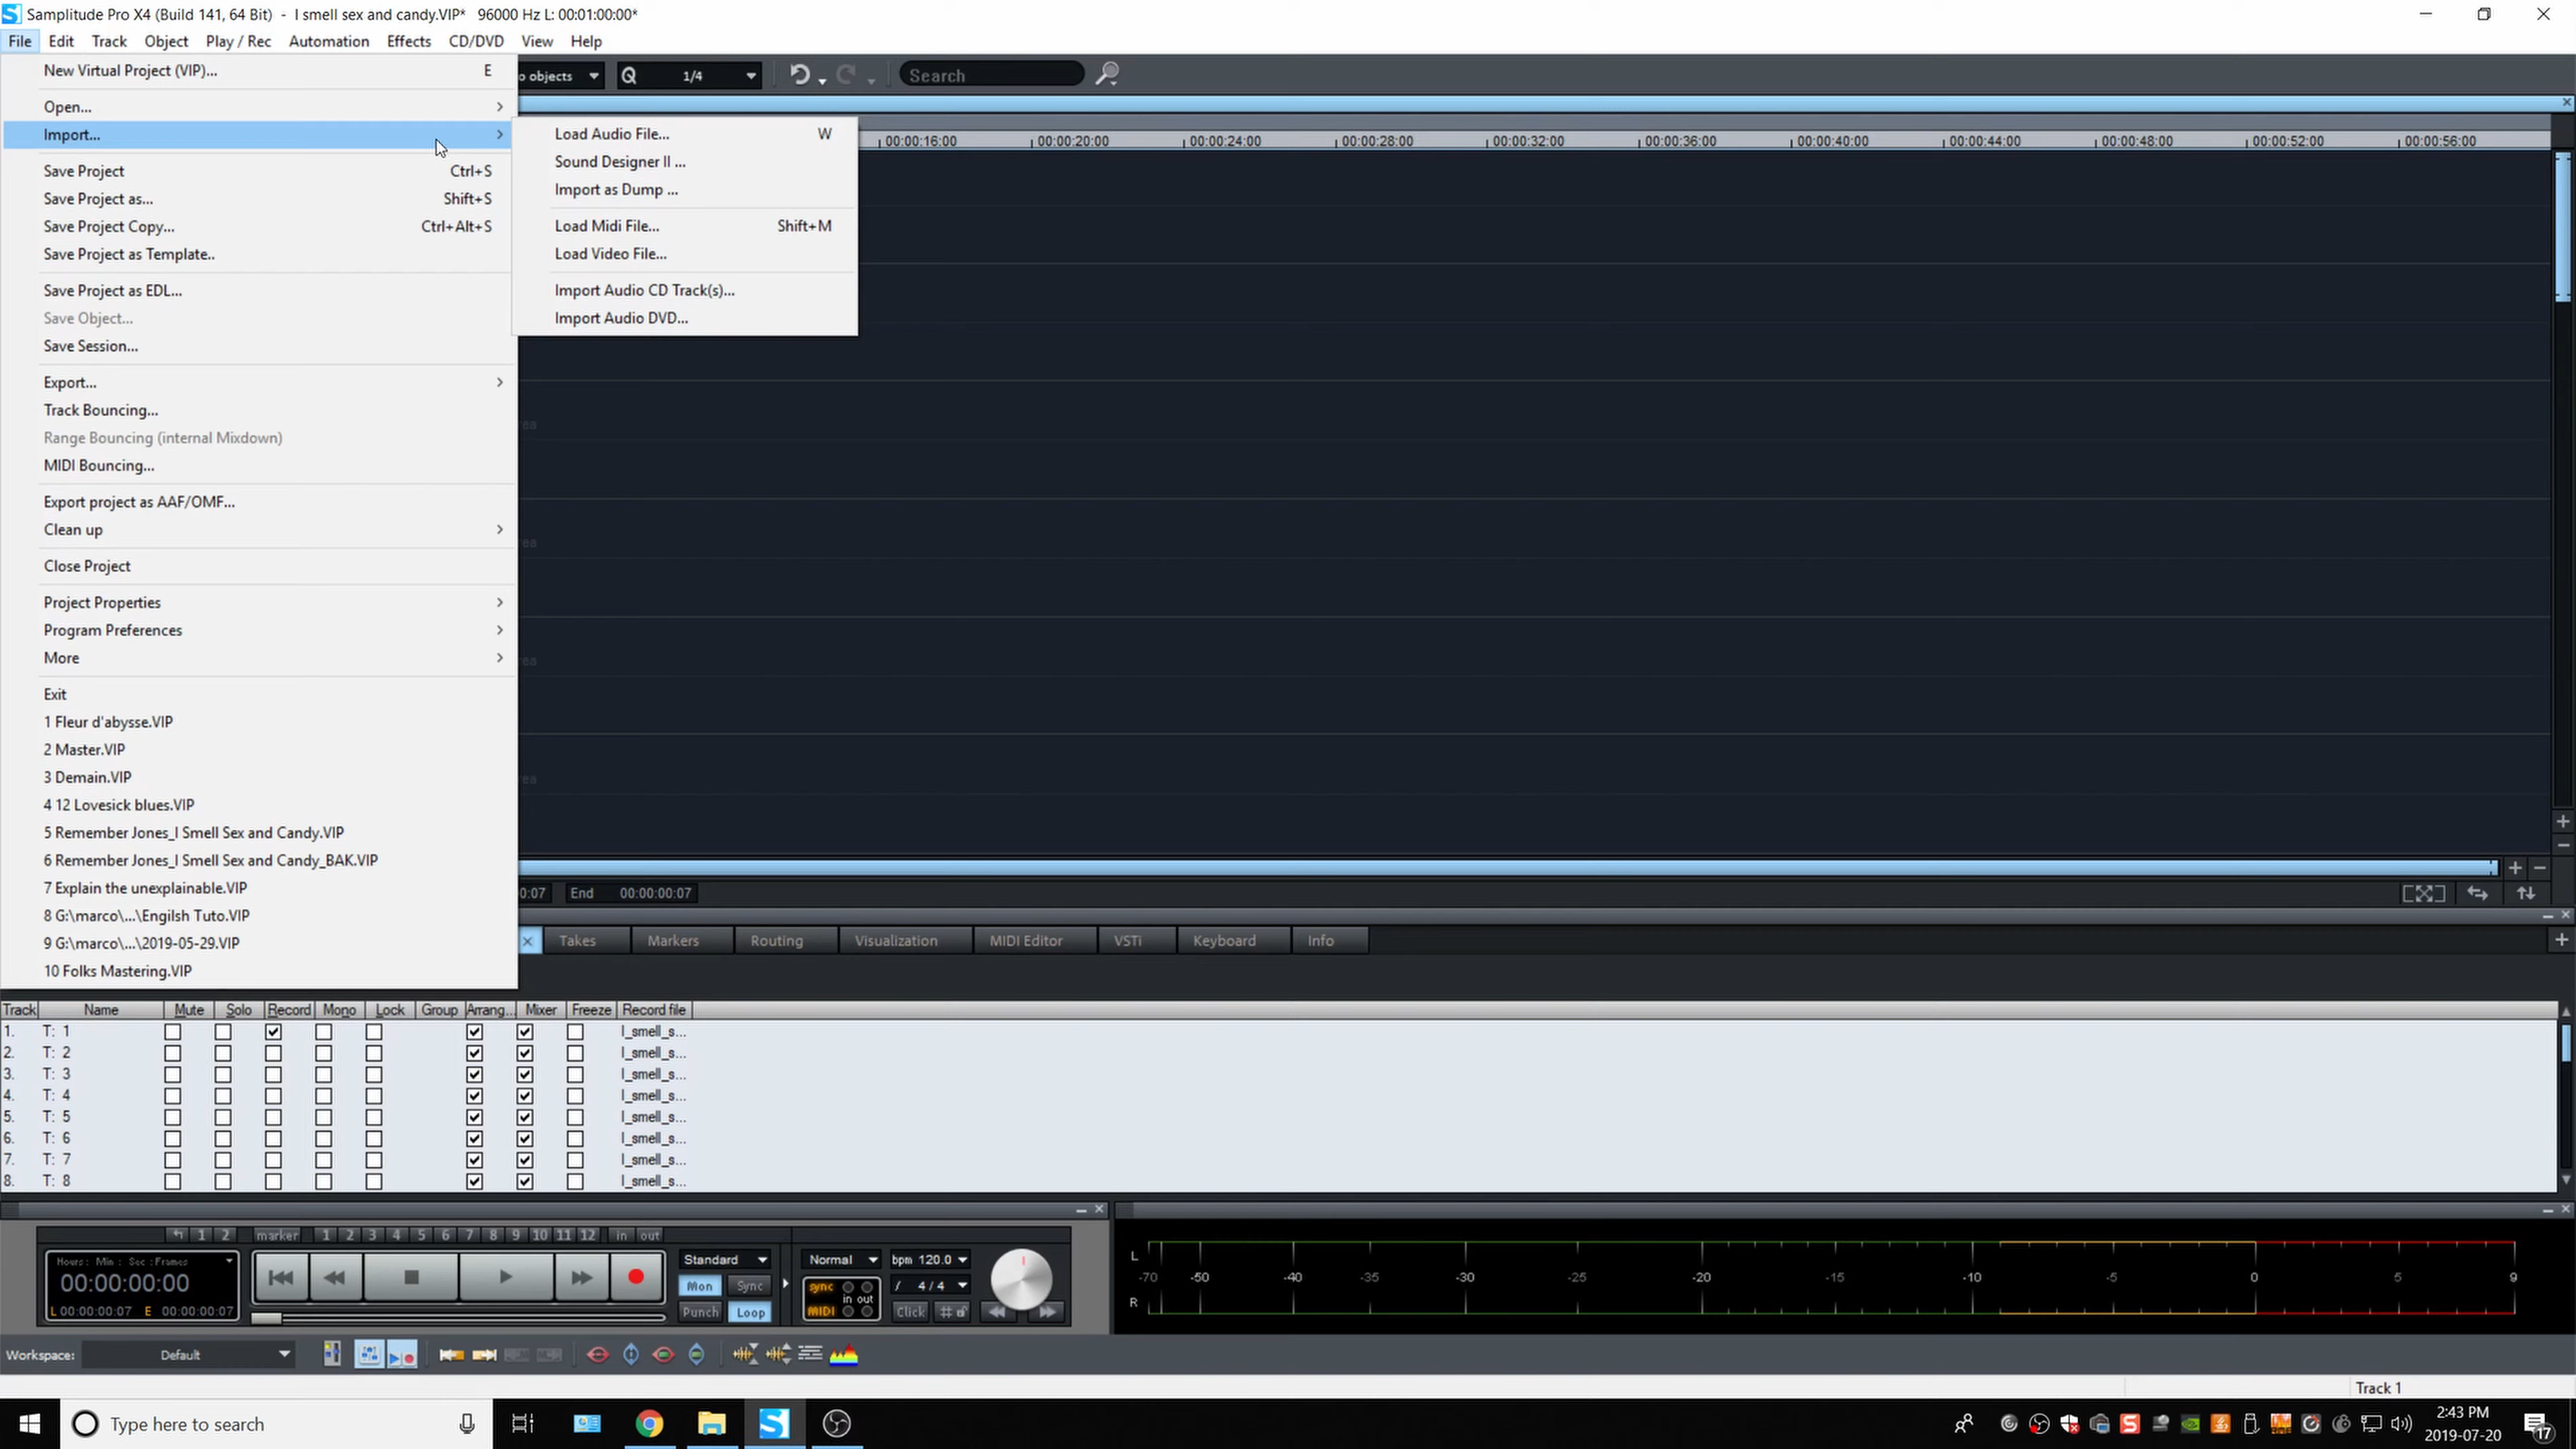 Samplitude Pro X4 (Build 141, 64 Bit) - I smell sex and candy.VIP* 96000 Hz L: 00:01:00:00*
File Edit Track Object Play / Rec Automation Effects CD/DVD View Help
New Virtual Project (VIP)... E
o objects Q 1/4 Search
Open...
Import...
Load Audio File... W
00:00:16:00 00:00:20:00 00:00:24:00 00:00:28:00 00:00:32:00 00:00:36:00 00:00:40:00 00:00:44:00 00:00:48:00 00:00:52:00 00:00:56:00
Sound Designer II ...
Import as Dump ...
Load Midi File... Shift+M
Load Video File...
Import Audio CD Track(s)...
Import Audio DVD...
Save Project Ctrl+S
Save Project as... Shift+S
Save Project Copy... Ctrl+Alt+S
Save Project as Template..
Save Project as EDL...
Save Object...
Save Session...
Export...
Track Bouncing...
Range Bouncing (internal Mixdown)
MIDI Bouncing...
Export project as AAF/OMF...
Clean up
Close Project
Project Properties
Program Preferences
More
Exit
1 Fleur d'abysse.VIP
2 Master.VIP
3 Demain.VIP
4 12 Lovesick blues.VIP
5 Remember Jones_I Smell Sex and Candy.VIP
6 Remember Jones_I Smell Sex and Candy_BAK.VIP
7 Explain the unexplainable.VIP
8 G:\marco\...\Engilsh Tuto.VIP
9 G:\marco\...\2019-05-29.VIP
10 Folks Mastering.VIP
rea
rea
rea
rea
0:07 End 00:00:00:07
Takes Markers Routing Visualization MIDI Editor VSTi Keyboard Info
Track Name Mute Solo Record Mono Lock Group Arrang... Mixer Freeze Record file
1. T: 1 I_smell_s...
2. T: 2 I_smell_s...
3. T: 3 I_smell_s...
4. T: 4 I_smell_s...
5. T: 5 I_smell_s...
6. T: 6 I_smell_s...
7. T: 7 I_smell_s...
8. T: 8 I_smell_s...
1 2 marker 1 2 3 4 5 6 7 8 9 10 11 12 in out
Hours : Min : Sec :Frames
00:00:00:00
L 00:00:00:07 E 00:00:00:07
Standard Normal bpm 120.0
Mon Sync sync in out MIDI / 4/4
Punch Loop Click #
L
-70 -50 -40 -35 -30 -25 -20 -15 -10 -5 0 5 9
R
Workspace: Default
Track 1
Type here to search
2:43 PM
2019-07-20
17